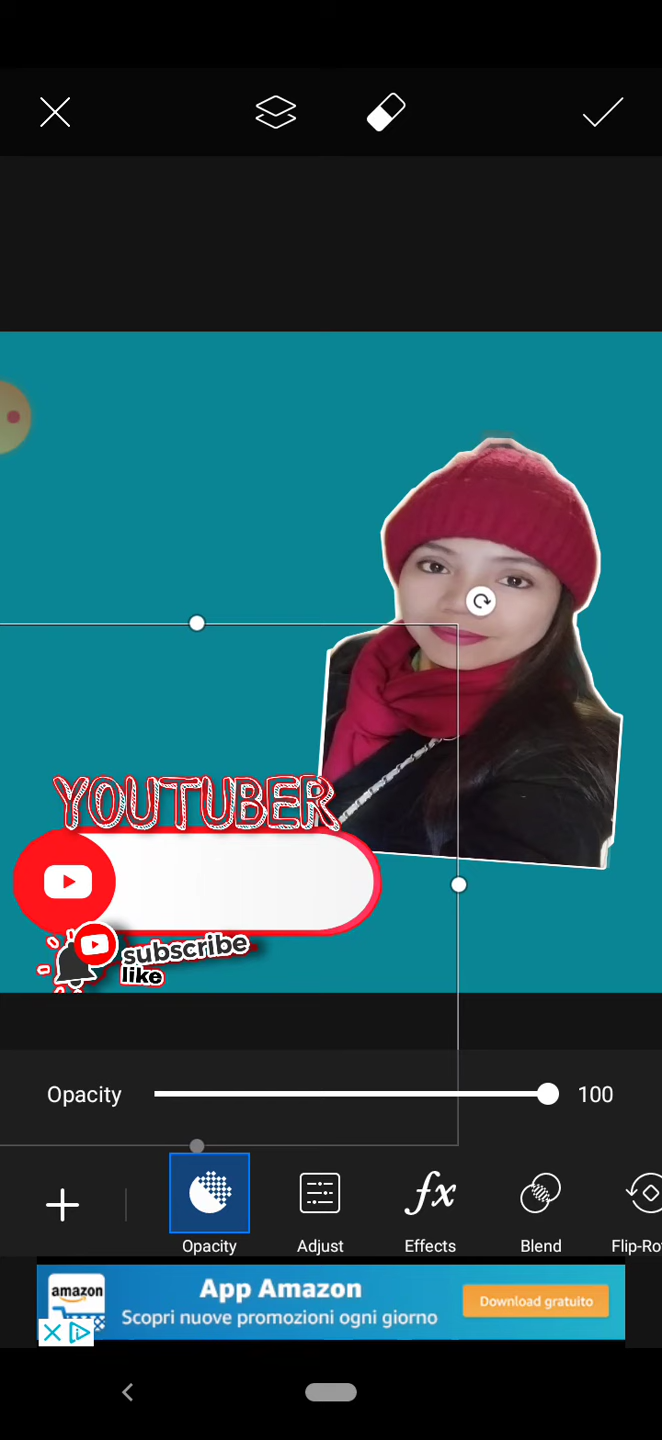 YOUTUBER
subscribe
like
Opacity 100
Opacity Adjust Effects Blend Flip-Ro
amazon
App Amazon
Scopri nuove promozioni ogni giorno
Download gratuito